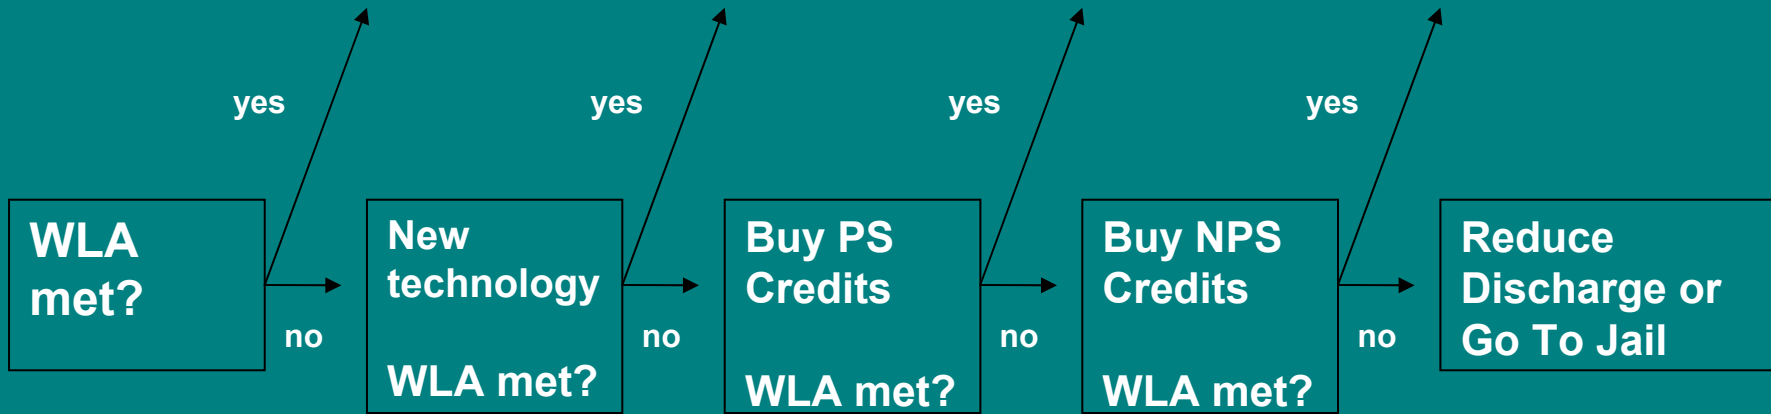 yes
yes
yes
yes
WLA
met?
no
New
technology
WLA met?
no
Buy PS
Credits
WLA met?
no
Buy NPS
Credits
WLA met?
no
Reduce
Discharge or
Go To Jail